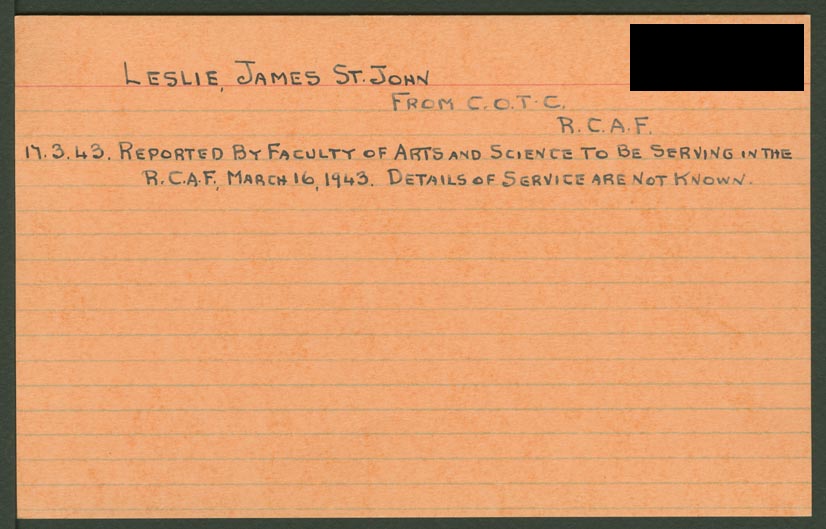 LESLIE, JAMES ST. JOHN
FROM C.O.T.C.
R.C.A.F.
17.3.43. REPORTED BY FACULTY OF ARTS AND SCIENCE TO BE SERVING IN THE
R.C.A.F., MARCH 16, 1943. DETAILS OF SERVICE ARE NOT KNOWN.